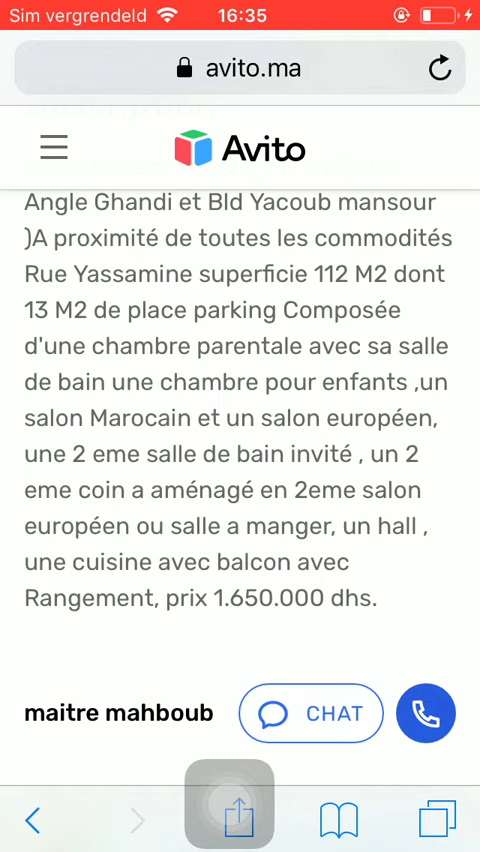 Sim vergrendeld 16:35
avito.ma
Avito
Angle Ghandi et Bld Yacoub mansour
)A proximité de toutes les commodités
Rue Yassamine superficie 112 M2 dont
13 M2 de place parking Composée
d'une chambre parentale avec sa salle
de bain une chambre pour enfants ,un
salon Marocain et un salon européen,
une 2 eme salle de bain invité , un 2
eme coin a aménagé en 2eme salon
européen ou salle a manger, un hall ,
une cuisine avec balcon avec
Rangement, prix 1.650.000 dhs.
maitre mahboub CHAT